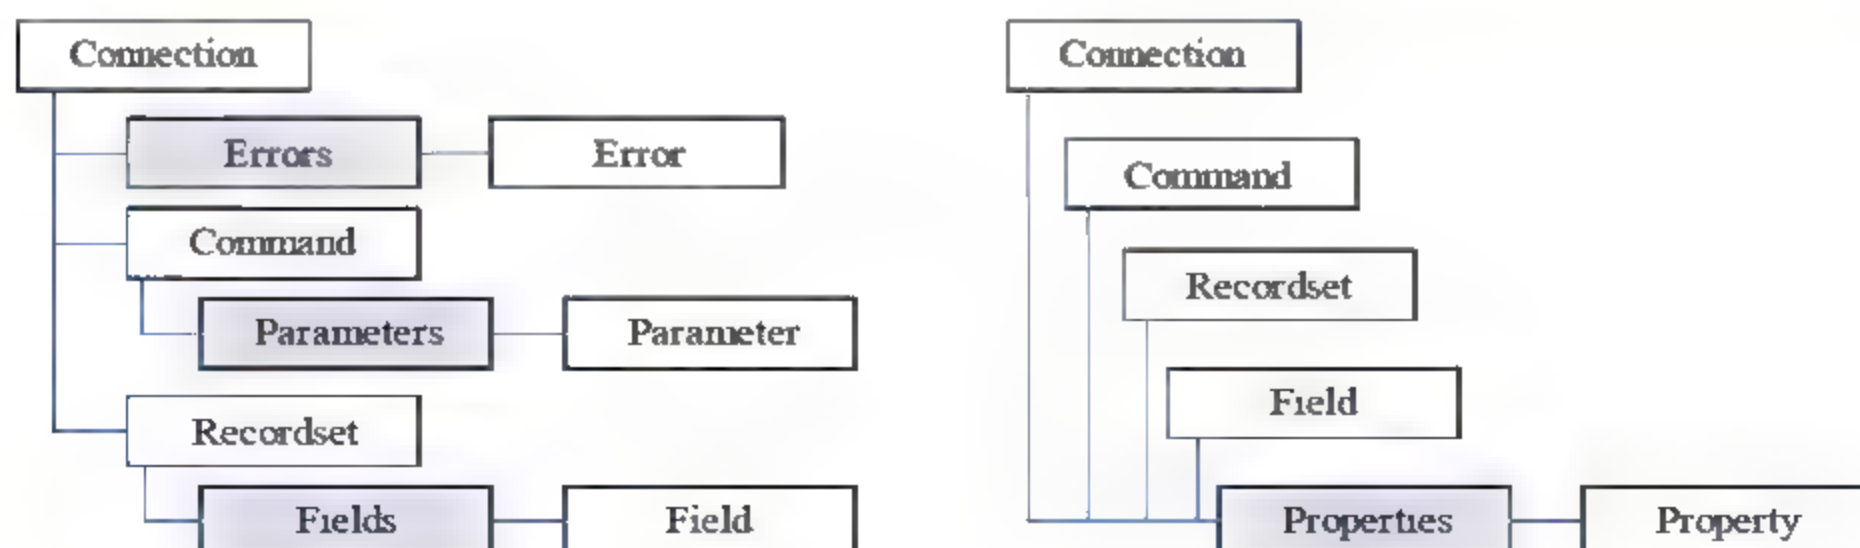 Connection
Errors
Error
Command
Parameters
Parameter
Recordset
Fields
Field
Connection
Command
Recordset
Field
Properties
Property